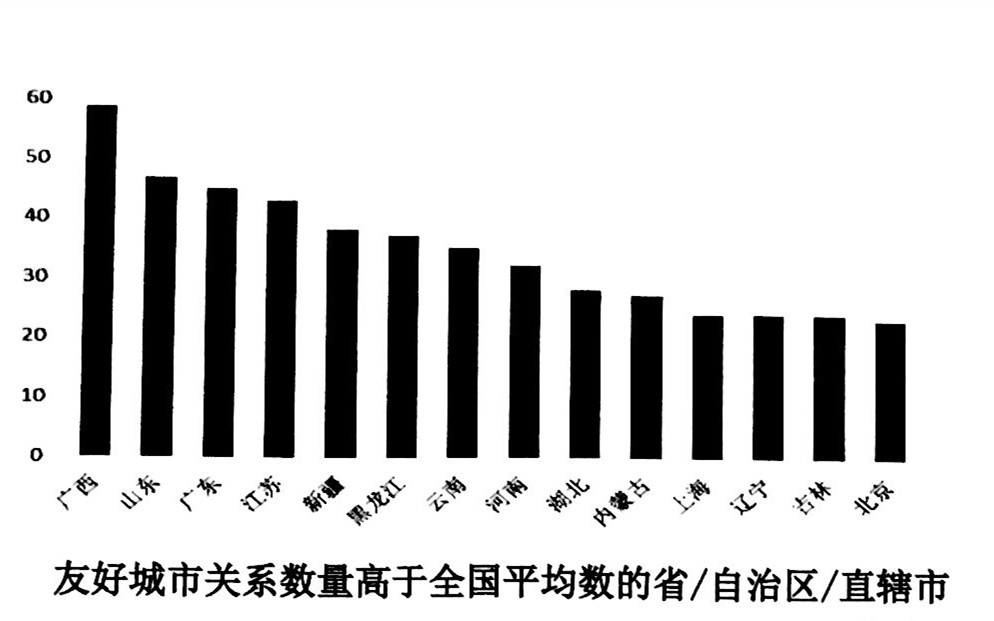 60
50
40
30
20
10
0
广西
山东
广东
江苏
新疆
黑龙江
云南
河南
湖北
内蒙古
上海
辽宁
吉林
北京
友好城市关系数量高于全国平均数的省/自治区/直辖市